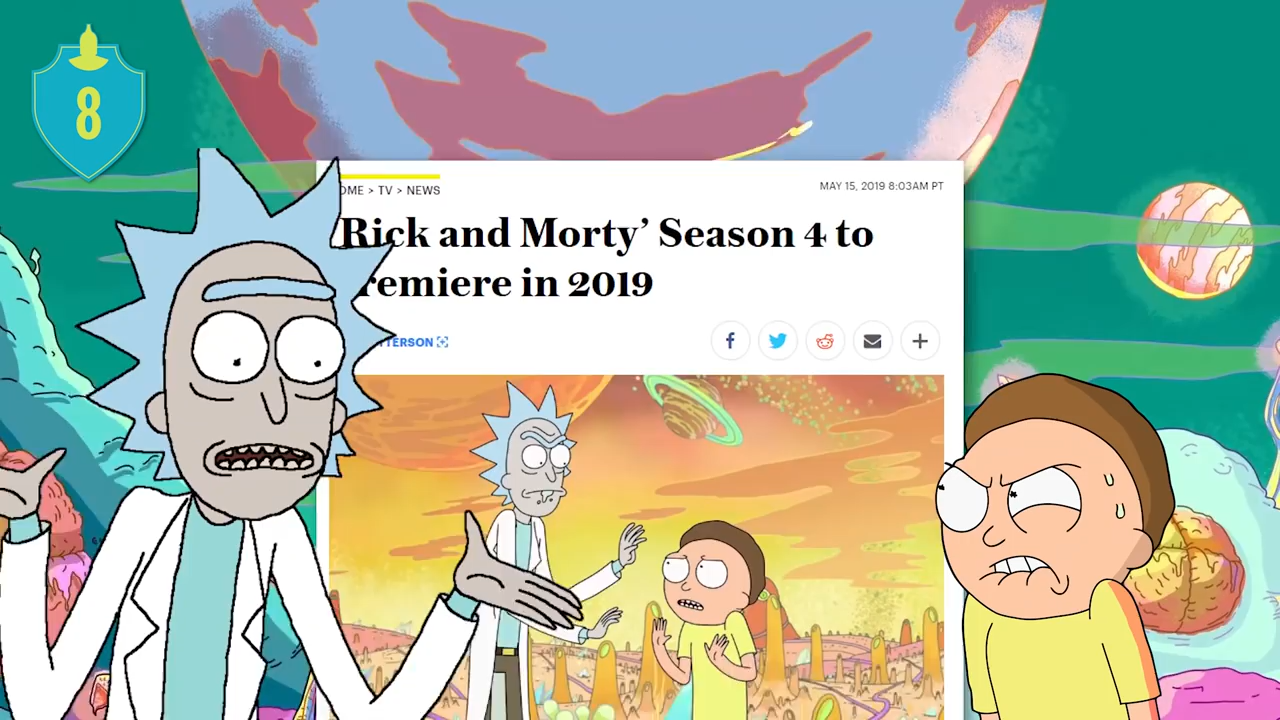 8
OME > TV > NEWS
MAY 15, 2019 8:03AM PT
Rick and Morty’ Season 4 to
remiere in 2019
TERSON